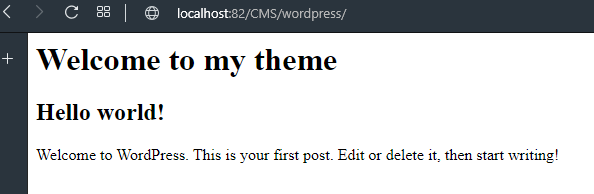 localhost:82/CMS/wordpress/
Welcome to my theme
Hello world!
Welcome to WordPress. This is your first post. Edit or delete it, then start writing!